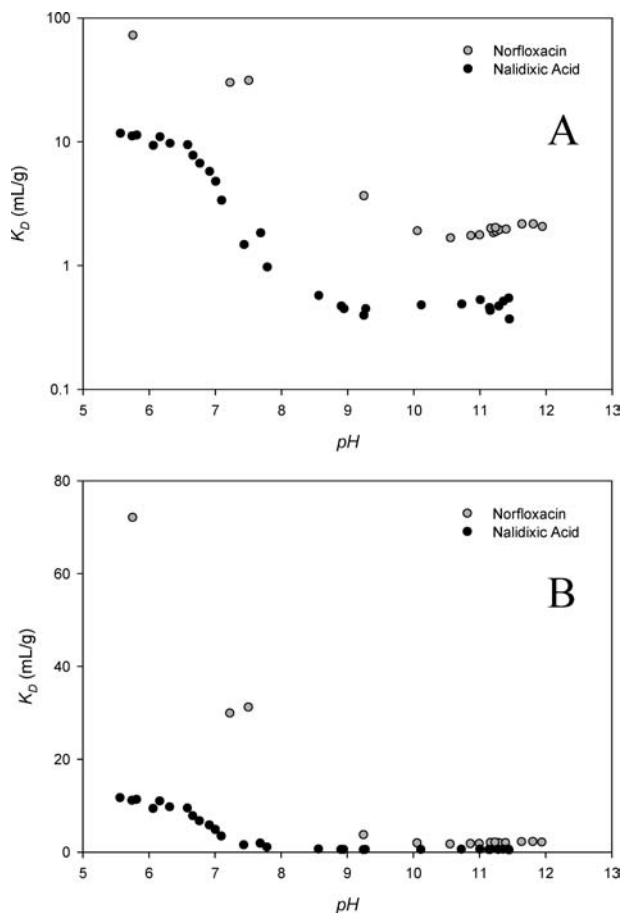 100
10
1
0.1
K_D (mL/g)
Norfloxacin
Nalidixic Acid
A
5 6 7 8 9 10 11 12 13
pH
80
60
40
20
0
K_D (mL/g)
Norfloxacin
Nalidixic Acid
B
5 6 7 8 9 10 11 12 13
pH